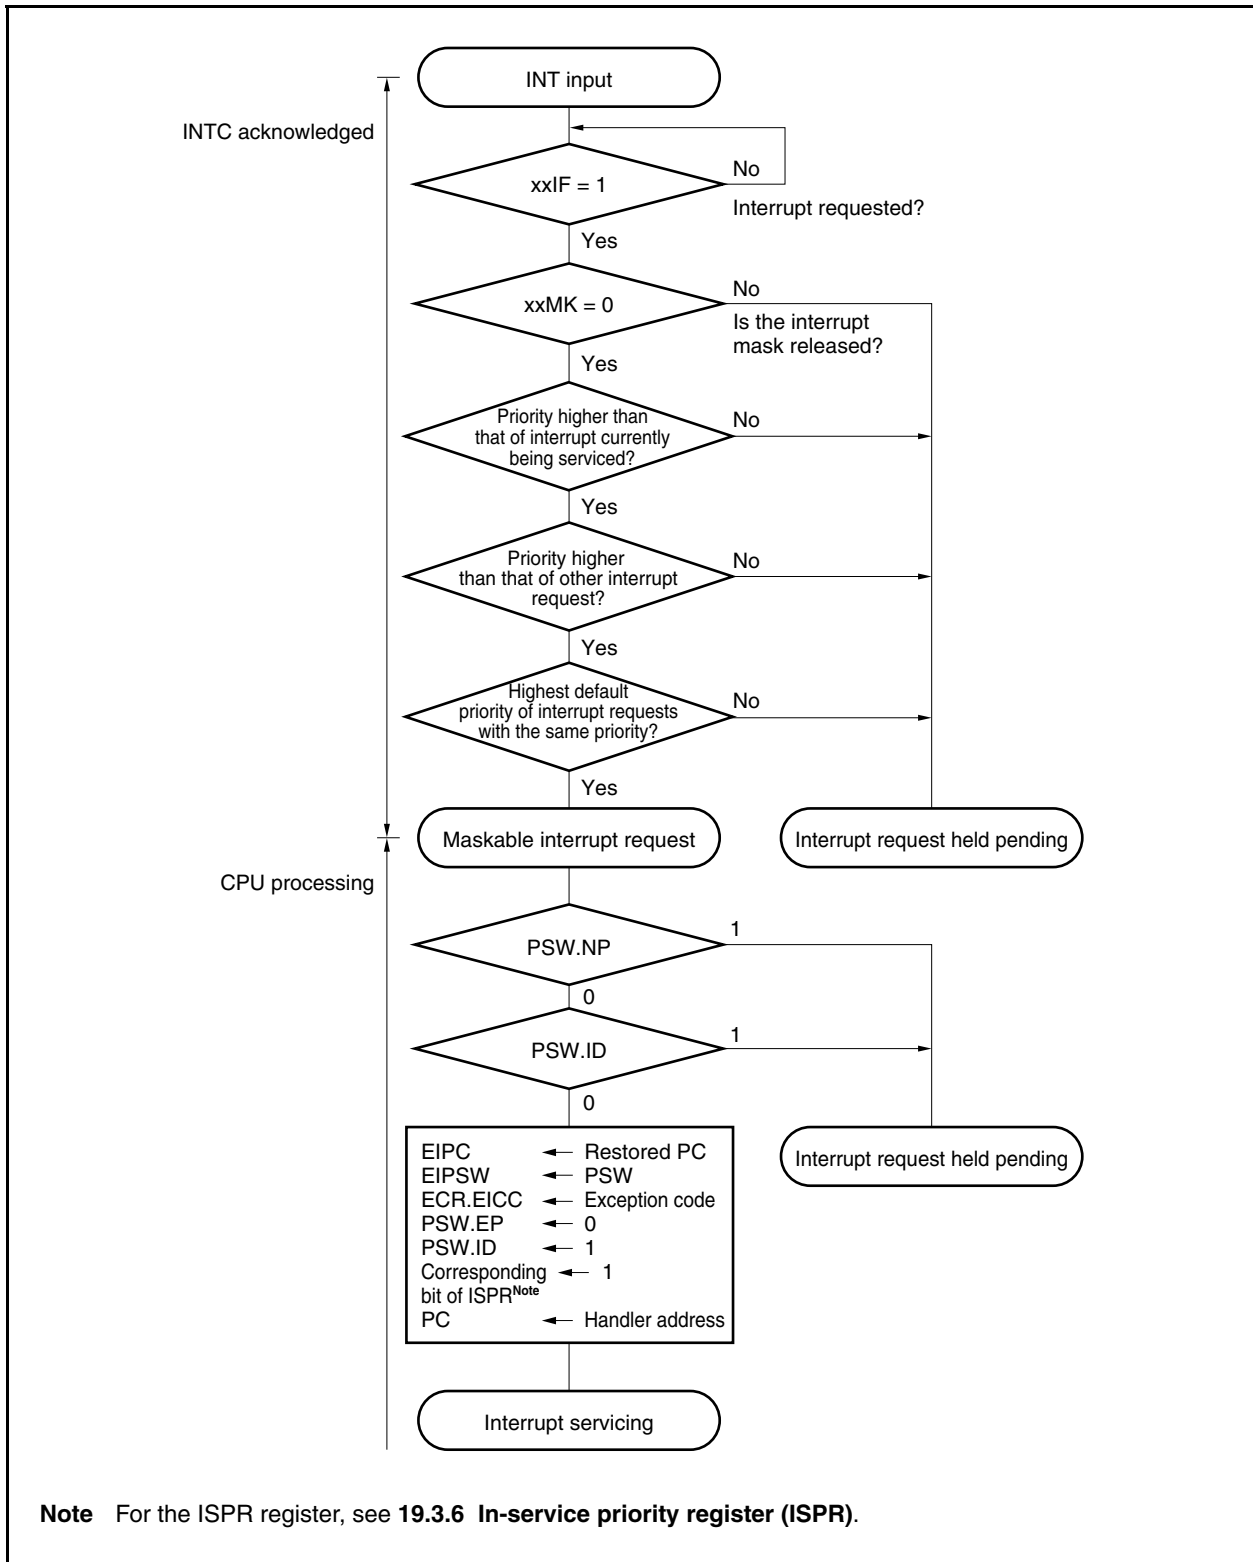 INT input
INTC acknowledged
xxIF = 1
No
Interrupt requested?
Yes
xxMK = 0
No
Is the interrupt
mask released?
Yes
Priority higher than
that of interrupt currently
being serviced?
No
Yes
Priority higher
than that of other interrupt
request?
No
Yes
Highest default
priority of interrupt requests
with the same priority?
No
Yes
Maskable interrupt request
Interrupt request held pending
CPU processing
PSW.NP
1
0
PSW.ID
1
0
EIPC ← Restored PC
EIPSW ← PSW
ECR.EICC ← Exception code
PSW.EP ← 0
PSW.ID ← 1
Corresponding ← 1
bit of ISPRNote
PC ← Handler address
Interrupt request held pending
Interrupt servicing
Note For the ISPR register, see 19.3.6 In-service priority register (ISPR).